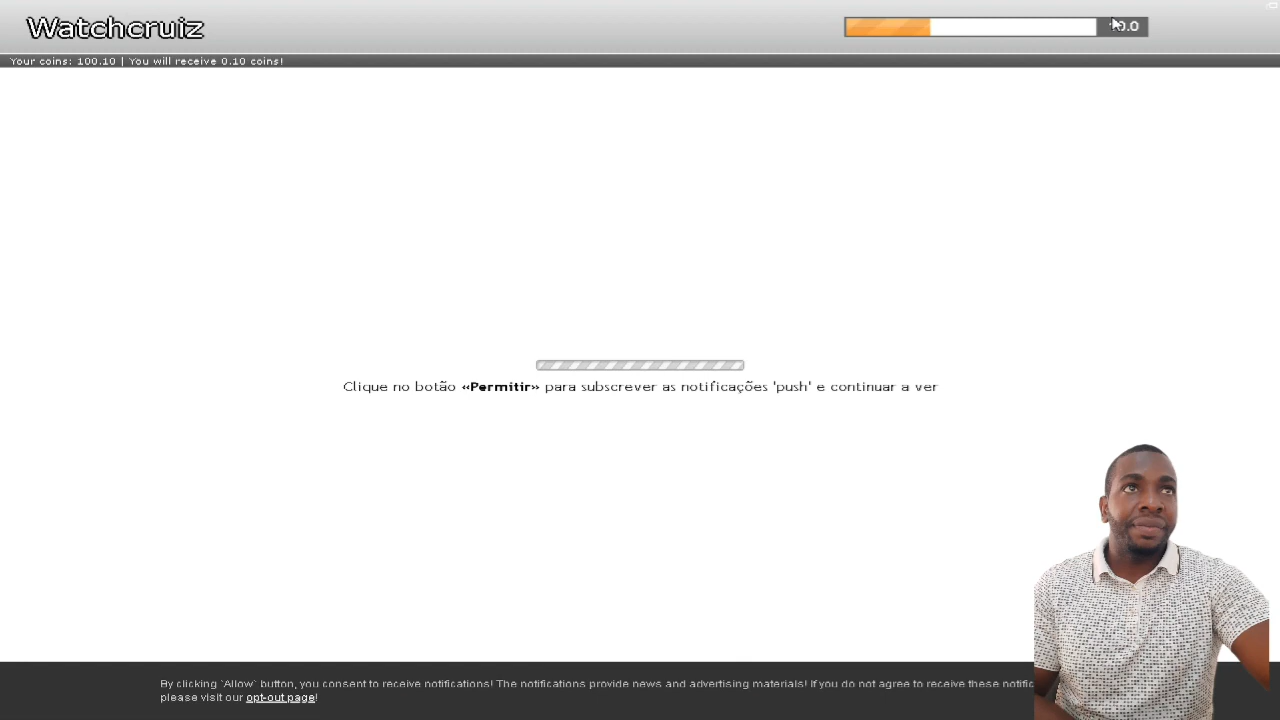 Watchcruiz
Your coins: 100.10 | You will receive 0.10 coins!
Clique no botão «Permitir» para subscrever as notificações 'push' e continuar a ver
By clicking `Allow` button, you consent to receive notifications! The notifications provide news and advertising materials! If you do not agree to receive these
please visit our opt-out page!